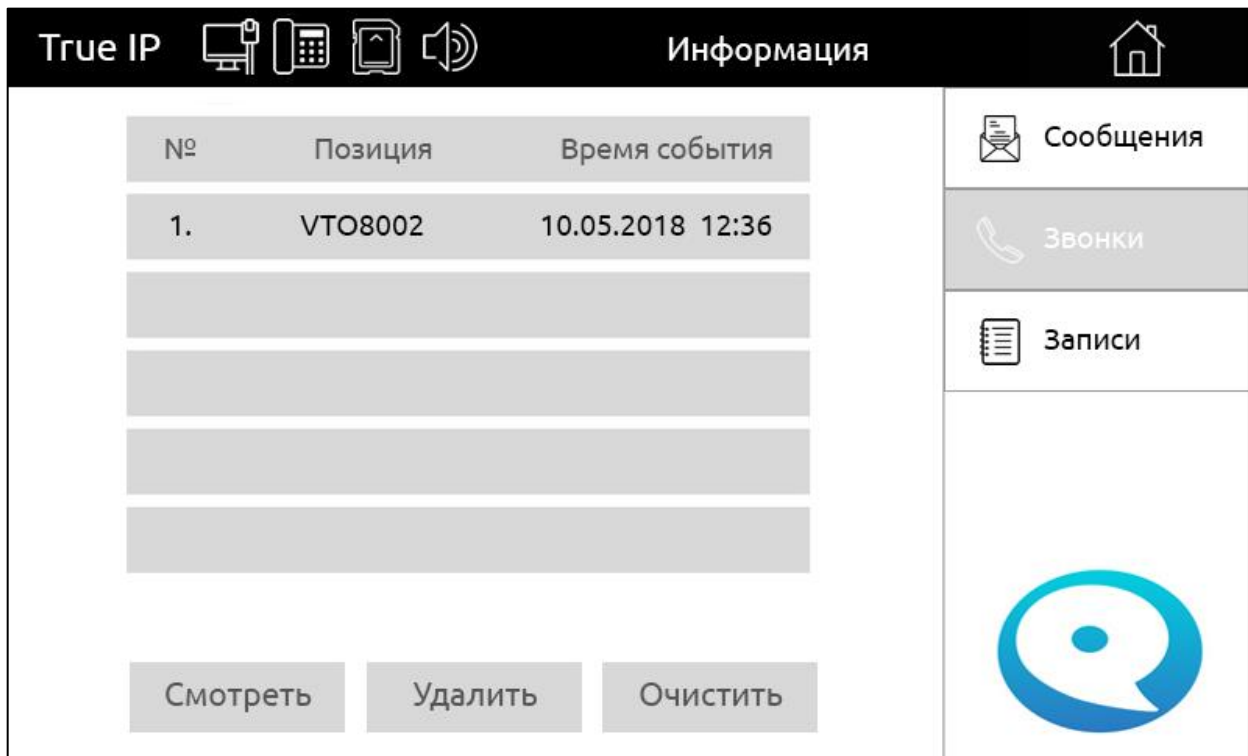 True IP Информация
Сообщения
Звонки
Записи
№ Позиция Время события
1. VTO8002 10.05.2018 12:36
Смотреть Удалить Очистить